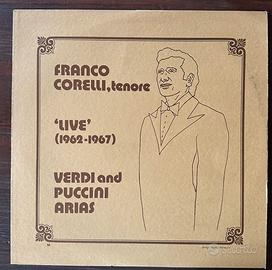 FRANCO
CORELLI, tenore
'LIVE'
(1962-1967)
VERDI and
PUCCINI
ARIAS